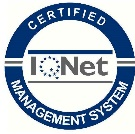 CERTIFIED
IQNet
MANAGEMENT SYSTEM